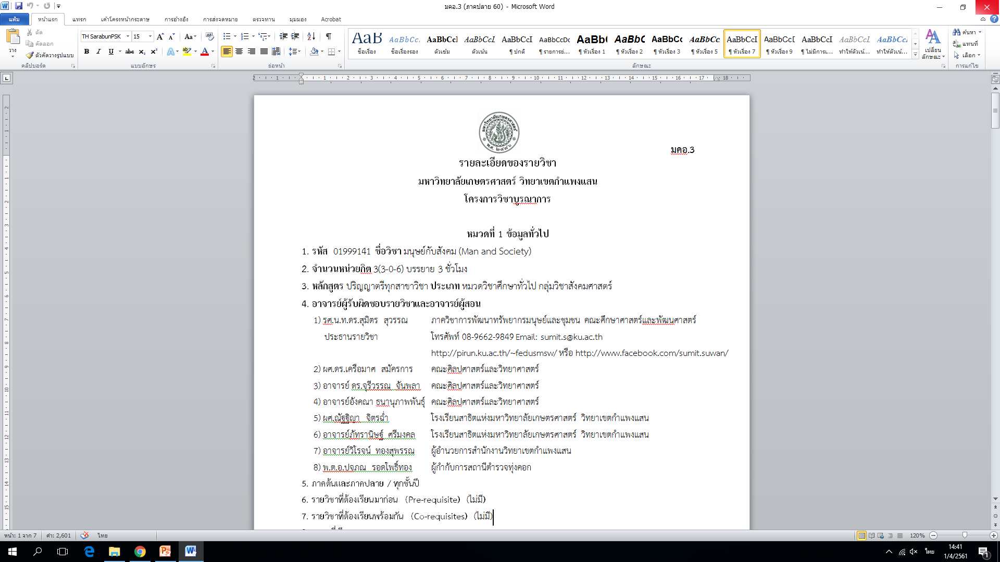 มคอ.3 (ภาคปลาย 60) - Microsoft Word
แฟ้ม หน้าแรก แทรก เค้าโครงหน้ากระดาษ การอ้างอิง การส่งจดหมาย ตรวจทาน มุมมอง Acrobat
วาง
ตัด
คัดลอก
ตัวคัดวางรูปแบบ
คลิปบอร์ด
TH SarabunPSK 15
แบบอักษร
ย่อหน้า
ชื่อเรื่อง ชื่อเรื่องรอง ตัวเข้ม ตัวเน้น ¶ ปกติ ¶ รายการย่... ¶ หัวเรื่อง 1 ¶ หัวเรื่อง 2 ¶ หัวเรื่อง 3 ¶ หัวเรื่อง 5 ¶ หัวเรื่อง 7 ¶ หัวเรื่อง 9 ¶ ไม่มีการเ... ทำให้ตัวเน้... ทำให้ตัวเน้...
ลักษณะ
เปลี่ยนลักษณะ
ค้นหา
แทนที่
เลือก
การแก้ไข
มหาวิทยาลัยเกษตรศาสตร์
พ.ศ. ๒๔๘๖
มคอ.3
รายละเอียดของรายวิชา
มหาวิทยาลัยเกษตรศาสตร์ วิทยาเขตกำแพงแสน
โครงการวิชาบูรณาการ
หมวดที่ 1 ข้อมูลทั่วไป
1. รหัส 01999141 ชื่อวิชา มนุษย์กับสังคม (Man and Society)
2. จำนวนหน่วยกิต 3(3-0-6) บรรยาย 3 ชั่วโมง
3. หลักสูตร ปริญญาตรีทุกสาขาวิชา ประเภท หมวดวิชาศึกษาทั่วไป กลุ่มวิชาสังคมศาสตร์
4. อาจารย์ผู้รับผิดชอบรายวิชาและอาจารย์ผู้สอน
1) รศ.น.ท.ดร.สุมิตร สุวรรณ ภาควิชาการพัฒนาทรัพยากรมนุษย์และชุมชน คณะศึกษาศาสตร์และพัฒนศาสตร์
ประธานรายวิชา โทรศัพท์ 08-9662-9849 Email: sumit.s@ku.ac.th
http://pirun.ku.ac.th/~fedusmsw/ หรือ http://www.facebook.com/sumit.suwan/
2) ผศ.ดร.เครือมาศ สมัครการ คณะศิลปศาสตร์และวิทยาศาสตร์
3) อาจารย์ ดร.จุรีวรรณ จันพลา คณะศิลปศาสตร์และวิทยาศาสตร์
4) อาจารย์อังคณา ธนานุภาพพันธุ์ คณะศิลปศาสตร์และวิทยาศาสตร์
5) ผศ.ณัฐฐิญา จิตรฉ่ำ โรงเรียนสาธิตแห่งมหาวิทยาลัยเกษตรศาสตร์ วิทยาเขตกำแพงแสน
6) อาจารย์ภัทรานิษฐ์ ศรีมงคล โรงเรียนสาธิตแห่งมหาวิทยาลัยเกษตรศาสตร์ วิทยาเขตกำแพงแสน
7) อาจารย์วิโรจน์ ทองสุพรรณ ผู้อำนวยการสำนักงานวิทยาเขตกำแพงแสน
8) พ.ต.อ.ปจภณ รอดโพธิ์ทอง ผู้กำกับการสถานีตำรวจทุ่งคอก
5. ภาคต้นและภาคปลาย / ทุกชั้นปี
6. รายวิชาที่ต้องเรียนมาก่อน (Pre-requisite) (ไม่มี)
7. รายวิชาที่ต้องเรียนพร้อมกัน (Co-requisites) (ไม่มี)
หน้า: 1 จาก 7 คำ: 2,601 ไทย 120%
ไทย 14:41
1/4/2561